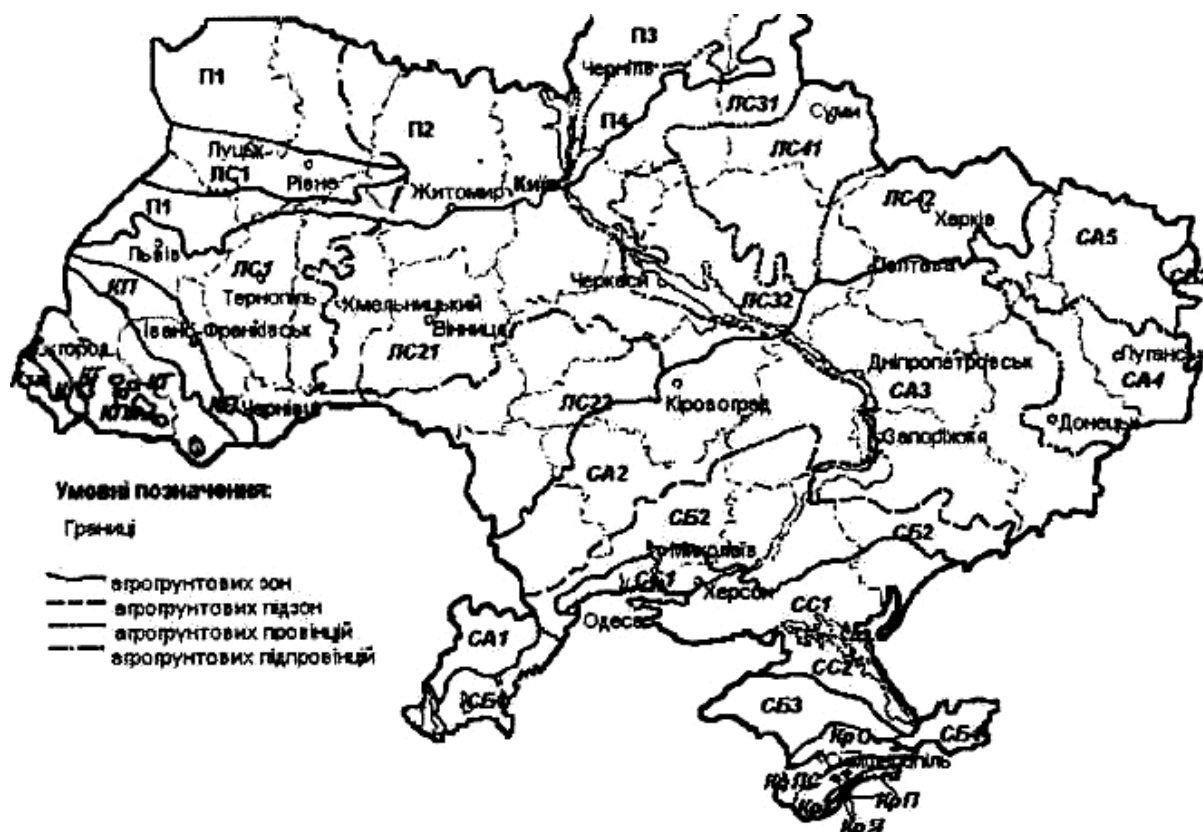 П3
Чернігів
П1
П2
П4
ЛС31
Суми
ЛС41
Луцьк
ЛС1
Рівне
Житомир
Київ
ЛС42
Харків
СА5
П1
Львів
Полтава
КП
ЛС1
Тернопіль
Хмельницький
Черкаси
ЛС32
Івано-Франківськ
Вінниця
ЛС21
Дніпропетровськ
Луганськ
СА4
КГ
Чернівці
ЛС22
Кіровоград
СА3
Донецьк
Запоріжжя
СА2
Умовні позначення:
Границі
СБ2
СБ2
Миколаїв
Херсон
агрогрунтових зон
агрогрунтових підзон
агрогрунтових провінцій
агрогрунтових підпровінцій
Одеса
СС1
СА1
СС2
СБ3
КрО
Сімферополь
КрП
КрЯ